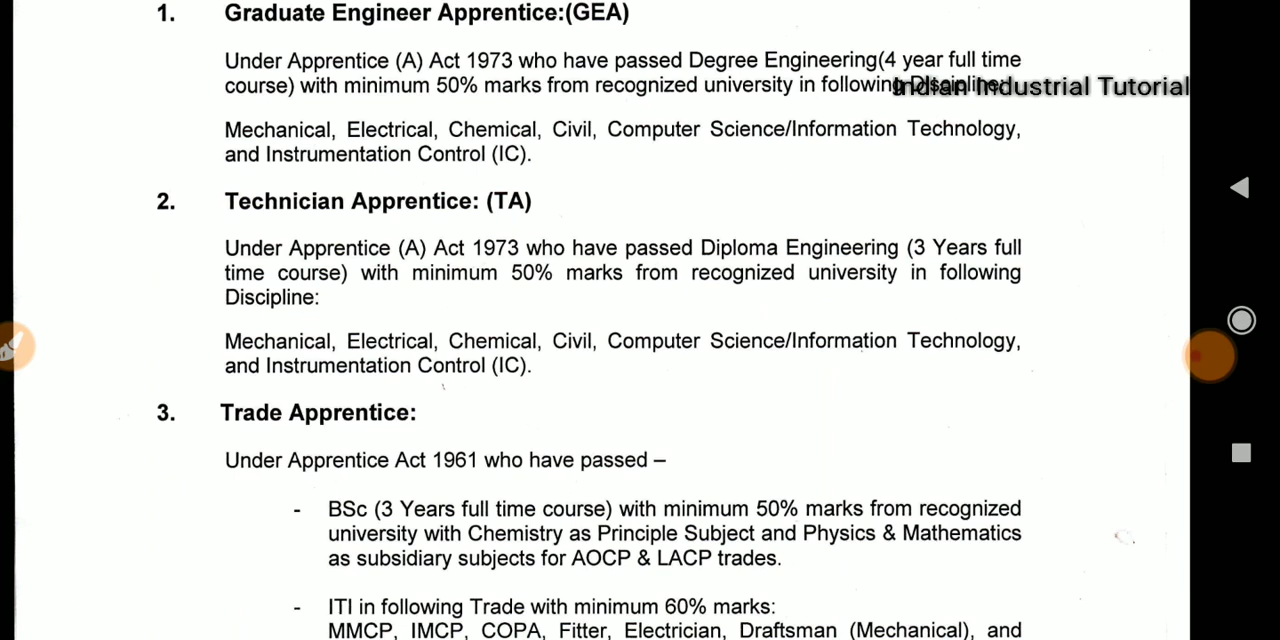 1. Graduate Engineer Apprentice:(GEA)
Under Apprentice (A) Act 1973 who have passed Degree Engineering(4 year full time
course) with minimum 50% marks from recognized university in following Discipline:
Indian Industrial Tutorial
Mechanical, Electrical, Chemical, Civil, Computer Science/Information Technology,
and Instrumentation Control (IC).
2. Technician Apprentice: (TA)
Under Apprentice (A) Act 1973 who have passed Diploma Engineering (3 Years full
time course) with minimum 50% marks from recognized university in following
Discipline:
Mechanical, Electrical, Chemical, Civil, Computer Science/Information Technology,
and Instrumentation Control (IC).
3. Trade Apprentice:
Under Apprentice Act 1961 who have passed –
- BSc (3 Years full time course) with minimum 50% marks from recognized
university with Chemistry as Principle Subject and Physics & Mathematics
as subsidiary subjects for AOCP & LACP trades.
- ITI in following Trade with minimum 60% marks:
MMCP, IMCP, COPA, Fitter, Electrician, Draftsman (Mechanical), and